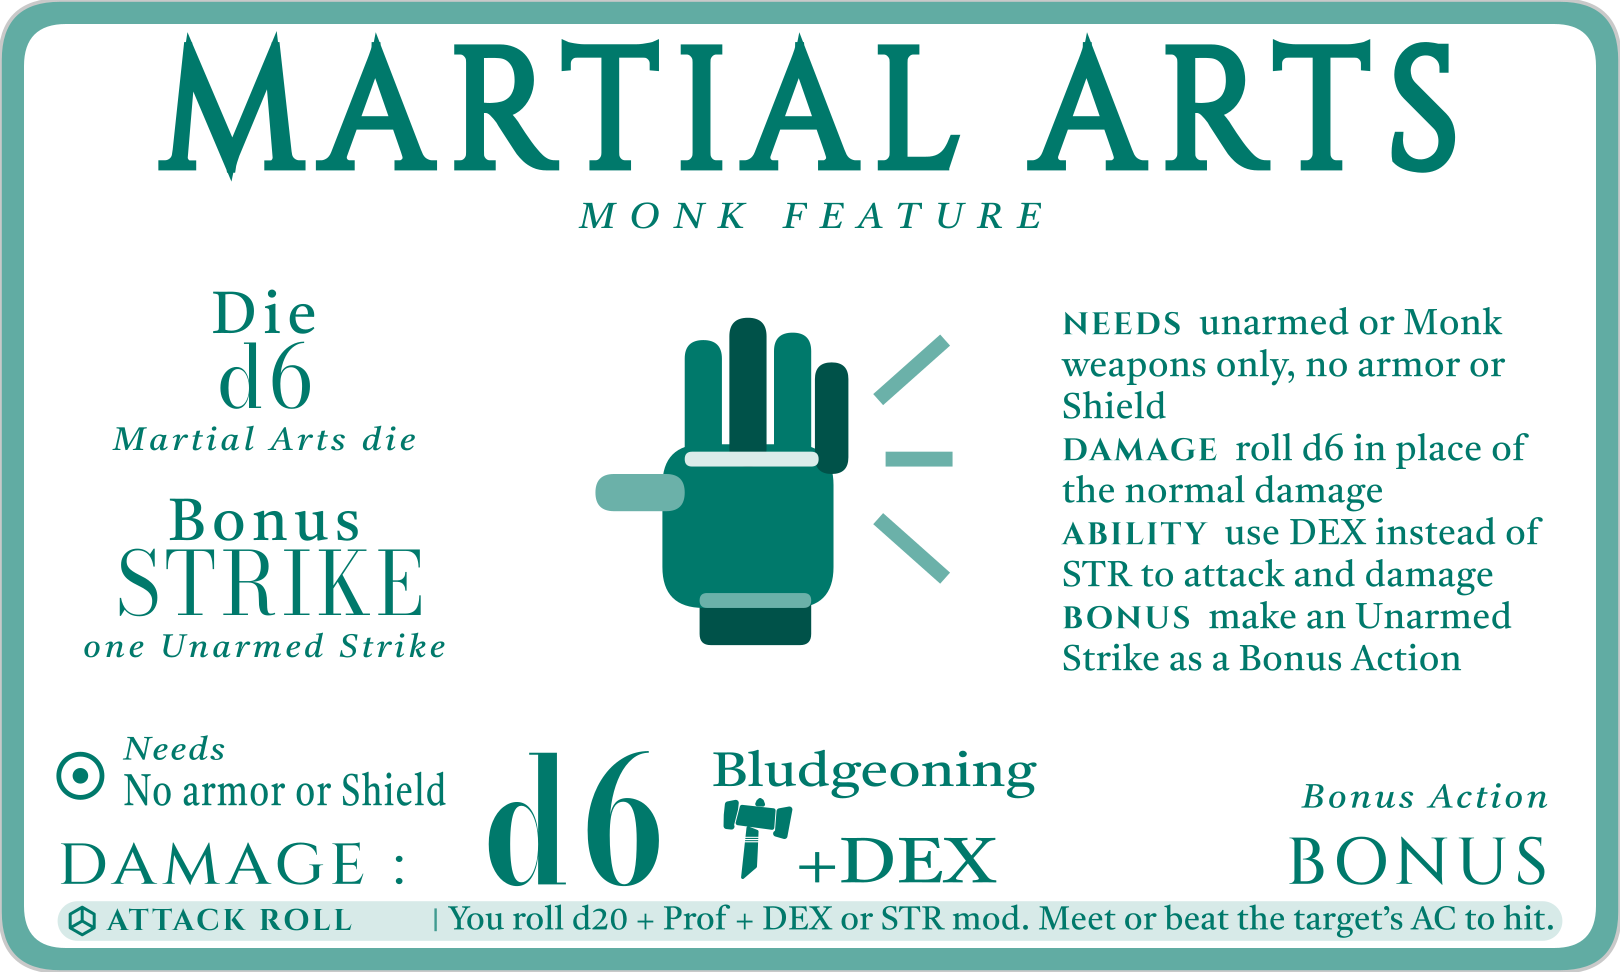 MARTIAL ARTS
MONK FEATURE
Die
d6
Martial Arts die
Bonus
STRIKE
one Unarmed Strike
NEEDS unarmed or Monk
weapons only, no armor or
Shield
DAMAGE roll d6 in place of
the normal damage
ABILITY use DEX instead of
STR to attack and damage
BONUS make an Unarmed
Strike as a Bonus Action
Needs
No armor or Shield
DAMAGE :
d6
Bludgeoning
+DEX
Bonus Action
BONUS
ATTACK ROLL | You roll d20 + Prof + DEX or STR mod. Meet or beat the target’s AC to hit.